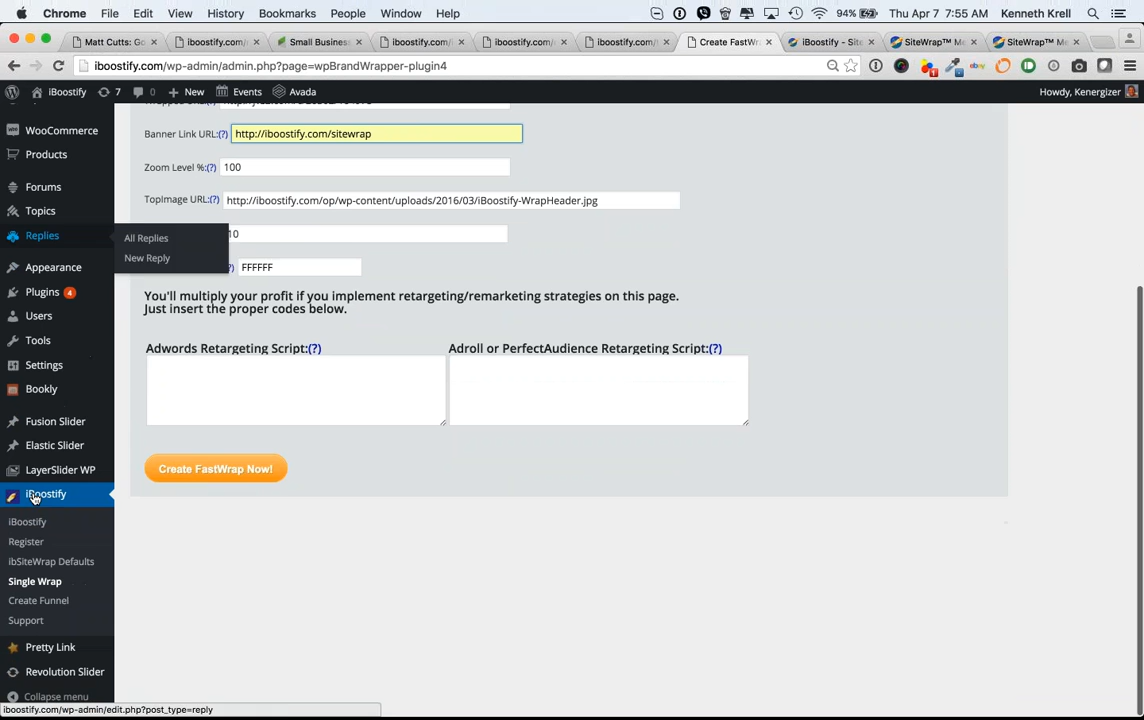 Chrome File Edit View History Bookmarks People Window Help 94% Thu Apr 7 7:55 AM Kenneth Krell
Matt Cutts: Go iboostify.com/ Small Business iboostify.com/ iboostify.com/ iboostify.com/ Create FastWr iBoostify - Site SiteWrap™ Me SiteWrap™ Me
iboostify.com/wp-admin/admin.php?page=wpBrandWrapper-plugin4
iBoostify 7 New Events Avada Howdy, Kenergizer
WooCommerce
Products
Forums
Topics
Replies
All Replies
New Reply
Appearance
Plugins 4
Users
Tools
Settings
Bookly
Fusion Slider
Elastic Slider
LayerSlider WP
iBoostify
iBoostify
Register
ibSiteWrap Defaults
Single Wrap
Create Funnel
Support
Pretty Link
Revolution Slider
Collapse menu
iboostify.com/wp-admin/edit.php?post_type=reply
Banner Link URL:(?) http://iboostify.com/sitewrap
Zoom Level %:(?) 100
TopImage URL:(?) http://iboostify.com/op/wp-content/uploads/2016/03/iBoostify-WrapHeader.jpg
10
?) FFFFFF
You'll multiply your profit if you implement retargeting/remarketing strategies on this page.
Just insert the proper codes below.
Adwords Retargeting Script:(?) Adroll or PerfectAudience Retargeting Script:(?)
Create FastWrap Now!